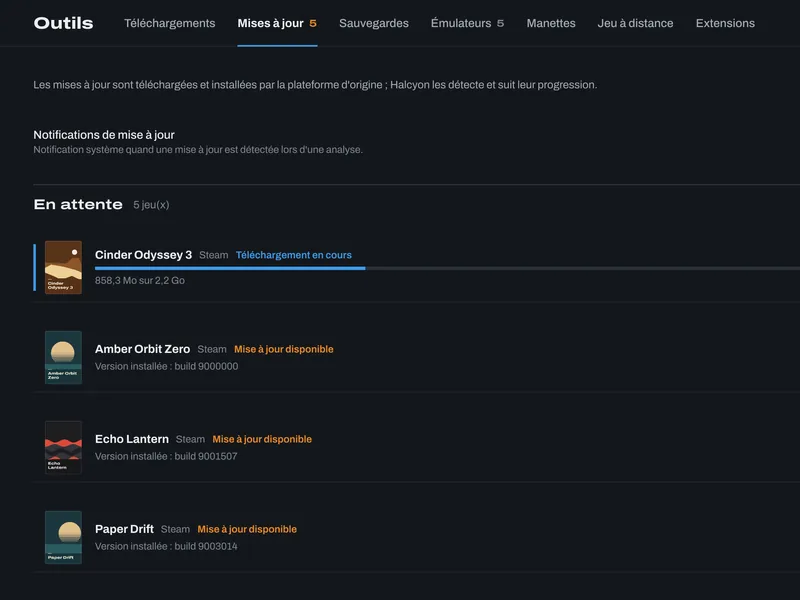 Outils
Téléchargements
Mises à jour 5
Sauvegardes
Émulateurs 5
Manettes
Jeu à distance
Extensions
Les mises à jour sont téléchargées et installées par la plateforme d'origine ; Halcyon les détecte et suit leur progression.
Notifications de mise à jour
Notification système quand une mise à jour est détectée lors d'une analyse.
En attente 5 jeu(x)
Cinder
Odyssey 3
Cinder Odyssey 3 Steam Téléchargement en cours
858,3 Mo sur 2,2 Go
Amber Orbit
Zero
Amber Orbit Zero Steam Mise à jour disponible
Version installée : build 9000000
Echo
Lantern
Echo Lantern Steam Mise à jour disponible
Version installée : build 9001507
Paper Drift
Paper Drift Steam Mise à jour disponible
Version installée : build 9003014